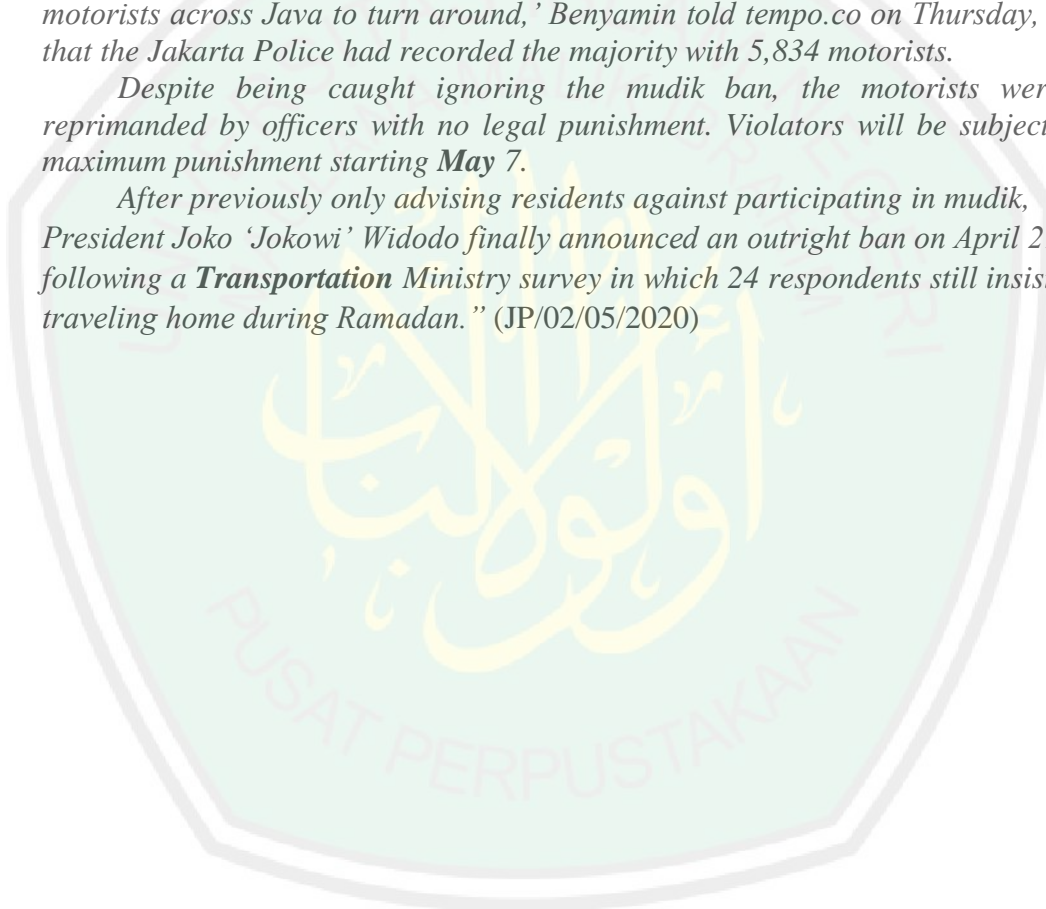 motorists across Java to turn around,’ Benyamin told tempo.co on Thursday,
that the Jakarta Police had recorded the majority with 5,834 motorists.
Despite being caught ignoring the mudik ban, the motorists wer
reprimanded by officers with no legal punishment. Violators will be subject
maximum punishment starting May 7.
After previously only advising residents against participating in mudik,
President Joko ‘Jokowi’ Widodo finally announced an outright ban on April 2
following a Transportation Ministry survey in which 24 respondents still insis
traveling home during Ramadan.” (JP/02/05/2020)
PUSAT PERPUSTAKAAN